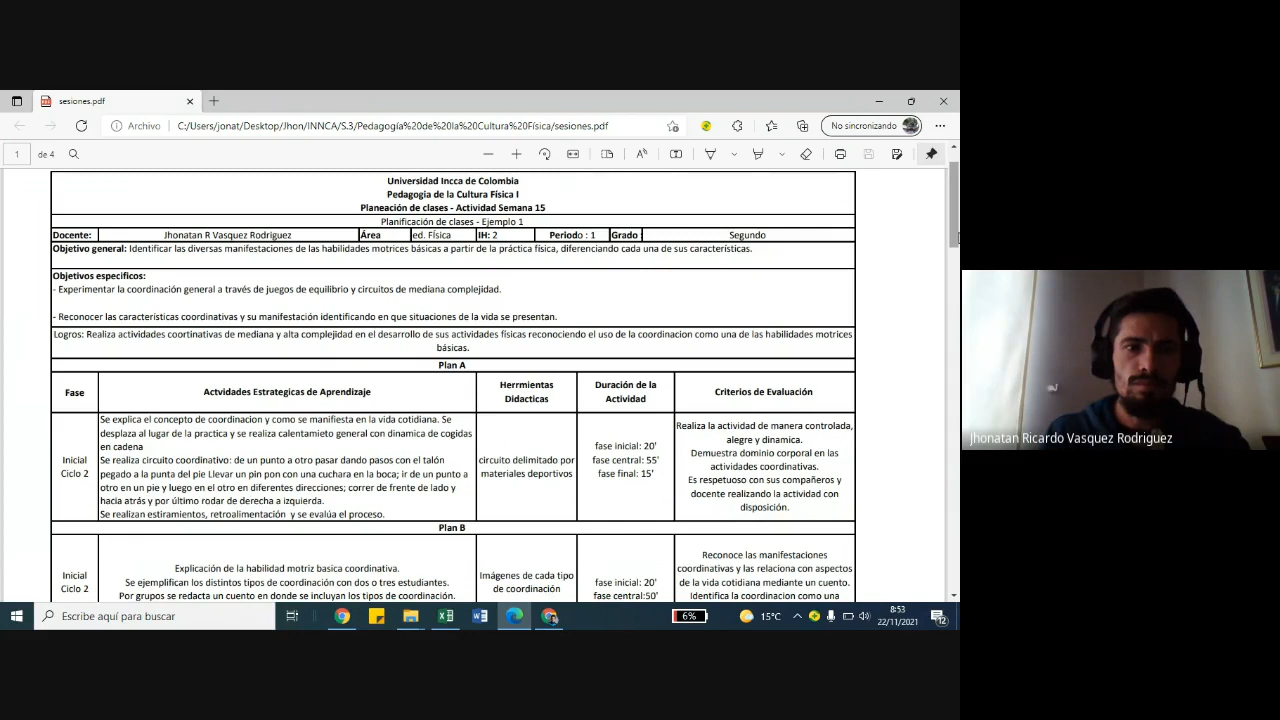 sesiones.pdf
Archivo
C:/Users/jonat/Desktop/Jhon/INNCA/S.3/Pedagogía%20de%20la%20Cultura%20Física/sesiones.pdf
No sincronizando
1
de 4
Universidad Incca de Colombia
Pedagogia de la Cultura Física I
Planeación de clases - Actividad Semana 15
Planificación de clases - Ejemplo 1
Docente: Jhonatan R Vasquez Rodriguez Área ed. FÍsica IH: 2 Periodo : 1 Grado : Segundo
Objetivo general: Identificar las diversas manifestaciones de las habilidades motrices básicas a partir de la práctica física, diferenciando cada una de sus características.
Objetivos especificos:
- Experimentar la coordinación general a través de juegos de equilibrio y circuitos de mediana complejidad.
- Reconocer las características coordinativas y su manifestación identificando en que situaciones de la vida se presentan.
Logros: Realiza actividades coortinativas de mediana y alta complejidad en el desarrollo de sus actividades físicas reconociendo el uso de la coordinacion como una de las habilidades motrices
básicas.
Plan A
Fase
Actvidades Estrategicas de Aprendizaje
Herrmientas
Didacticas
Duración de la
Actividad
Criterios de Evaluación
Inicial
Ciclo 2
Se explica el concepto de coordinacion y como se manifiesta en la vida cotidiana. Se
desplaza al lugar de la practica y se realiza calentamieto general con dinamica de cogidas
en cadena
Se realiza circuito coordinativo: de un punto a otro pasar dando pasos con el talón
pegado a la punta del pie Llevar un pin pon con una cuchara en la boca; ir de un punto a
otro en un pie y luego en el otro en diferentes direcciones; correr de frente de lado y
hacia atrás y por último rodar de derecha a izquierda.
Se realizan estiramientos, retroalimentación y se evalúa el proceso.
circuito delimitado por
materiales deportivos
fase inicial: 20'
fase central: 55'
fase final: 15'
Realiza la actividad de manera controlada,
alegre y dinamica.
Demuestra dominio corporal en las
actividades coordinativas.
Es respetuoso con sus compañeros y
docente realizando la actividad con
disposición.
Plan B
Inicial
Ciclo 2
Explicación de la habilidad motriz basica coordinativa.
Se ejemplifican los distintos tipos de coordinación con dos o tres estudiantes.
Por grupos se redacta un cuento en donde se incluyan los tipos de coordinación.
Imágenes de cada tipo
de coordinación
fase inicial: 20'
fase central:50'
Reconoce las manifestaciones
coordinativas y las relaciona con aspectos
de la vida cotidiana mediante un cuento.
Identifica la coordinacion como una
Jhonatan Ricardo Vasquez Rodriguez
Escribe aquí para buscar
6%
15°C
8:53
22/11/2021
12